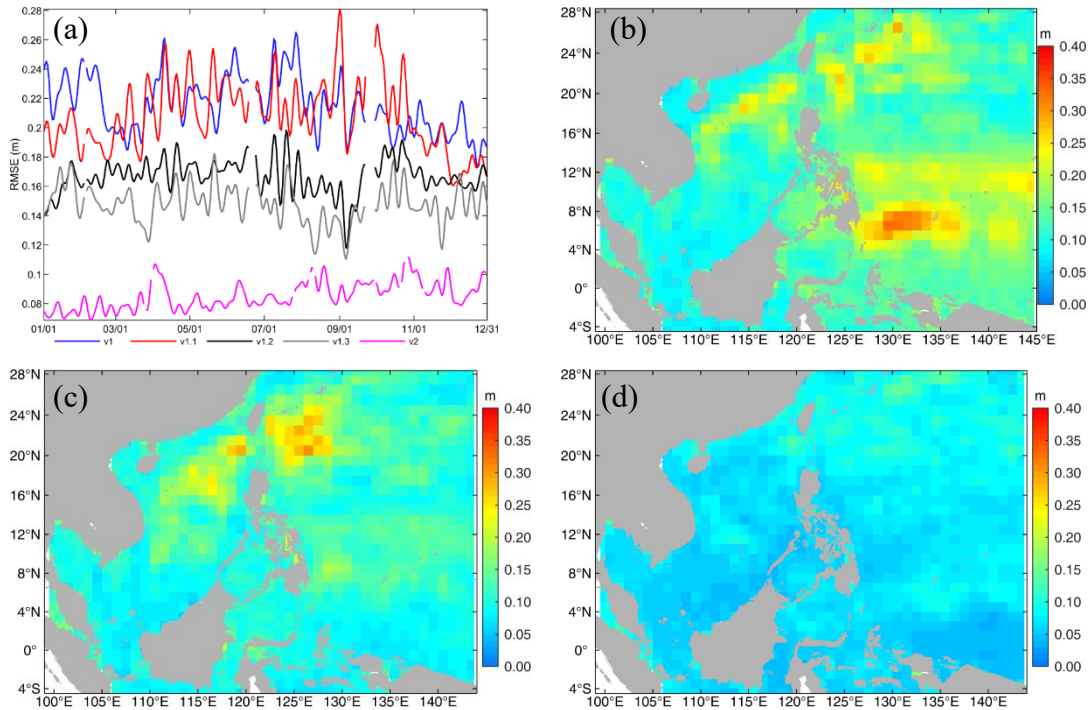 (a)
0.28
0.26
0.24
0.22
0.2
0.18
0.16
0.14
0.12
0.1
0.08
RMSE (m)
01/01 03/01 05/01 07/01 09/01 11/01 12/31
v1 v1.1 v1.2 v1.3 v2
(b)
28°N
24°N
20°N
16°N
12°N
8°N
4°N
0°
4°S
100°E 105°E 110°E 115°E 120°E 125°E 130°E 135°E 140°E 145°E
m
0.40
0.35
0.30
0.25
0.20
0.15
0.10
0.05
0.00
(c)
28°N
24°N
20°N
16°N
12°N
8°N
4°N
0°
4°S
100°E 105°E 110°E 115°E 120°E 125°E 130°E 135°E 140°E
m
0.40
0.35
0.30
0.25
0.20
0.15
0.10
0.05
0.00
(d)
28°N
24°N
20°N
16°N
12°N
8°N
4°N
0°
4°S
100°E 105°E 110°E 115°E 120°E 125°E 130°E 135°E 140°E
m
0.40
0.35
0.30
0.25
0.20
0.15
0.10
0.05
0.00